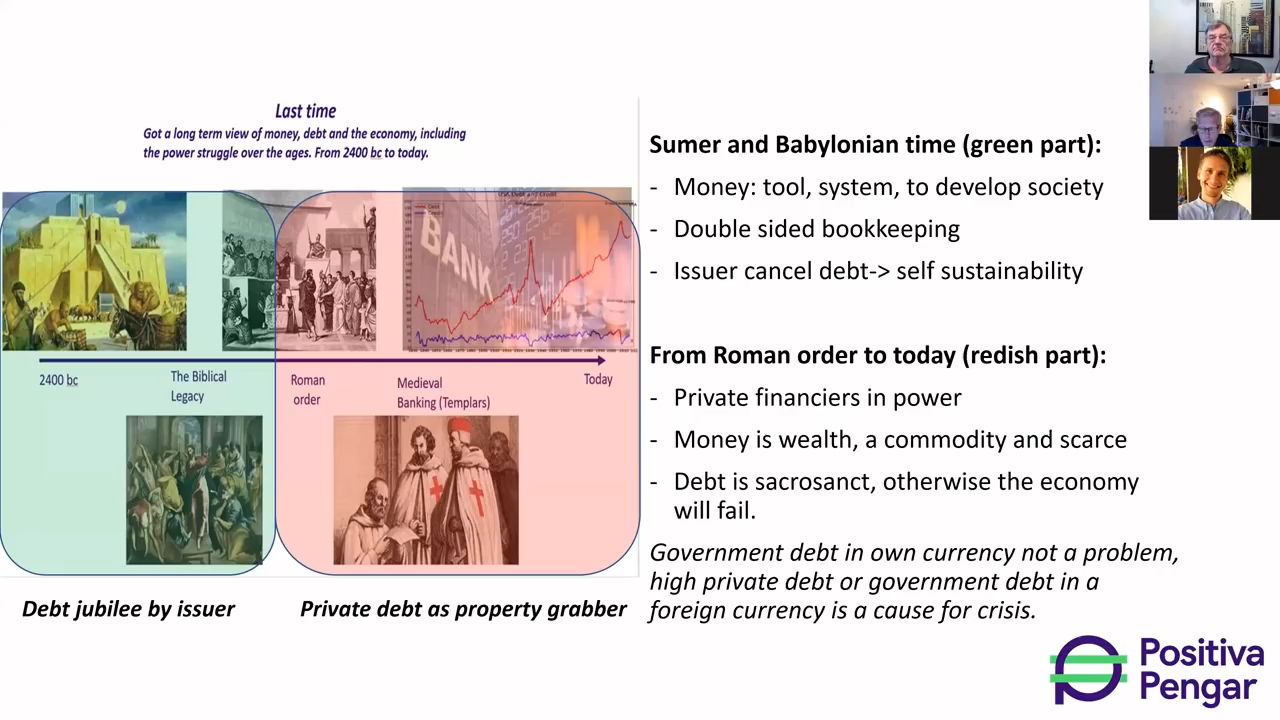 Last time
Got a long term view of money, debt and the economy, including
the power struggle over the ages. From 2400 bc to today.
BANK
2400 bc
The Biblical
Legacy
Roman
order
Medieval
Banking (Templars)
Today
Debt jubilee by issuer
Private debt as property grabber
Sumer and Babylonian time (green part):
- Money: tool, system, to develop society
- Double sided bookkeeping
- Issuer cancel debt-> self sustainability
From Roman order to today (redish part):
- Private financiers in power
- Money is wealth, a commodity and scarce
- Debt is sacrosanct, otherwise the economy
will fail.
Government debt in own currency not a problem,
high private debt or government debt in a
foreign currency is a cause for crisis.
Positiva
Pengar